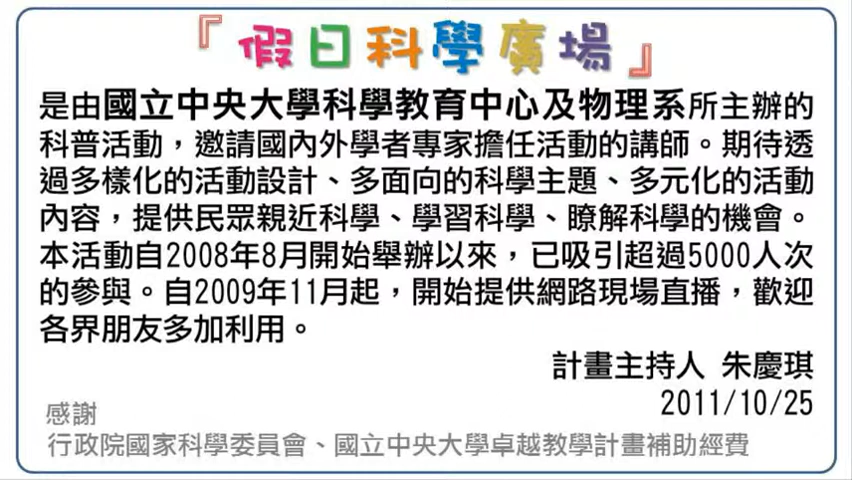 『假日科學廣場』
是由國立中央大學科學教育中心及物理系所主辦的
科普活動，邀請國內外學者專家擔任活動的講師。期待透
過多樣化的活動設計、多面向的科學主題、多元化的活動
內容，提供民眾親近科學、學習科學、瞭解科學的機會。
本活動自2008年8月開始舉辦以來，已吸引超過5000人次
的參與。自2009年11月起，開始提供網路現場直播，歡迎
各界朋友多加利用。
計畫主持人 朱慶琪
2011/10/25
感謝
行政院國家科學委員會、國立中央大學卓越教學計畫補助經費